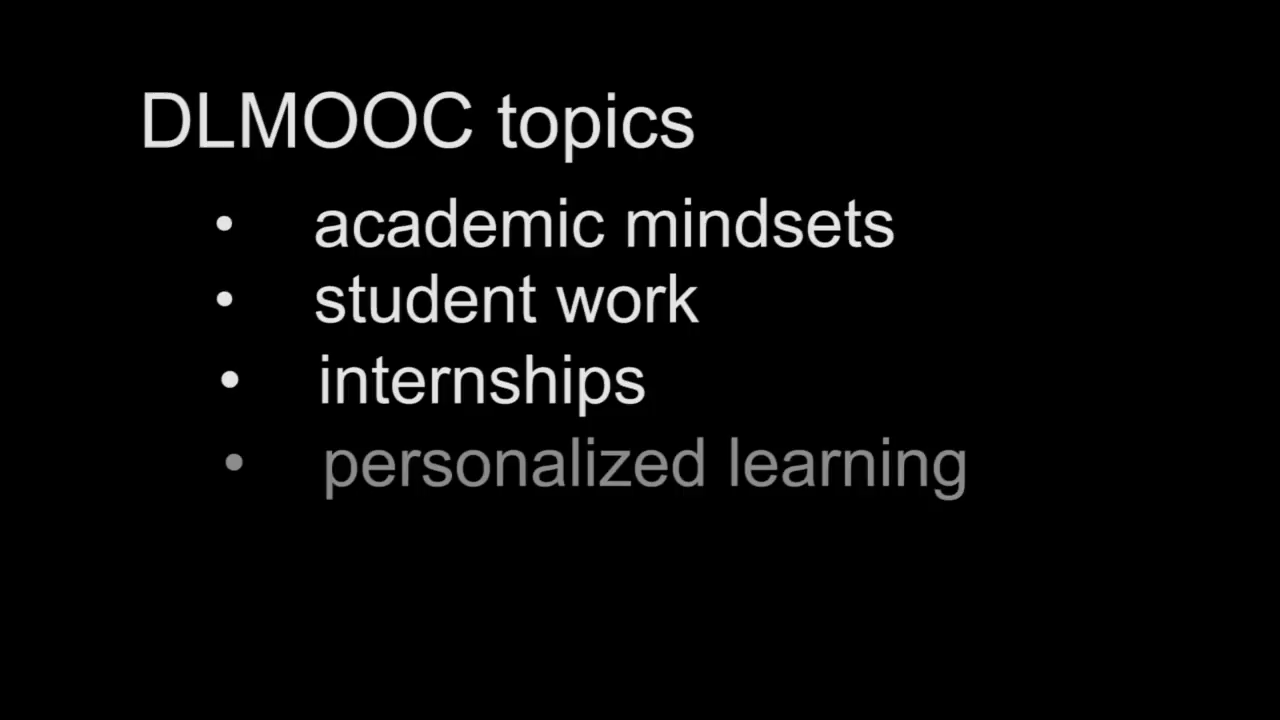 DLMOOC topics
• academic mindsets
• student work
• internships
• personalized learning